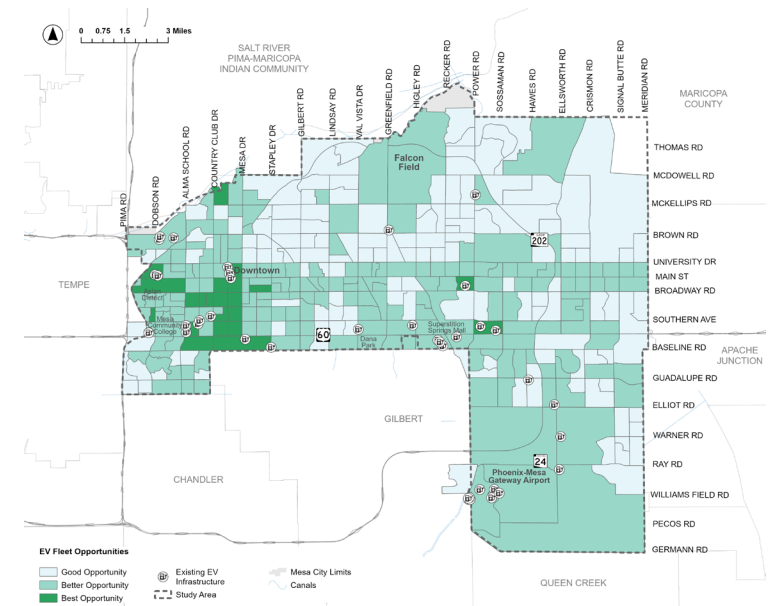 0 0.75 1.5 3 Miles
SALT RIVER
PIMA-MARICOPA
INDIAN COMMUNITY
MARICOPA
COUNTY
PIMA RD
DOBSON RD
ALMA SCHOOL RD
COUNTRY CLUB DR
MESA DR
STAPLEY DR
GILBERT RD
LINDSAY RD
VAL VISTA DR
GREENFIELD RD
HIGLEY RD
RECKER RD
POWER RD
SOSSAMAN RD
HAWES RD
ELLSWORTH RD
CRISMON RD
SIGNAL BUTTE RD
MERIDIAN RD
THOMAS RD
MCDOWELL RD
MCKELLIPS RD
BROWN RD
UNIVERSITY DR
MAIN ST
BROADWAY RD
SOUTHERN AVE
BASELINE RD
GUADALUPE RD
ELLIOT RD
WARNER RD
RAY RD
WILLIAMS FIELD RD
PECOS RD
GERMANN RD
Falcon
Field
202
TEMPE
Downtown
Asian
District
Mesa
Community
College
60
Dana
Park
Superstition
Springs Mall
APACHE
JUNCTION
GILBERT
CHANDLER
24
Phoenix-Mesa
Gateway Airport
QUEEN CREEK
EV Fleet Opportunities
Good Opportunity
Better Opportunity
Best Opportunity
Existing EV
Infrastructure
Study Area
Mesa City Limits
Canals